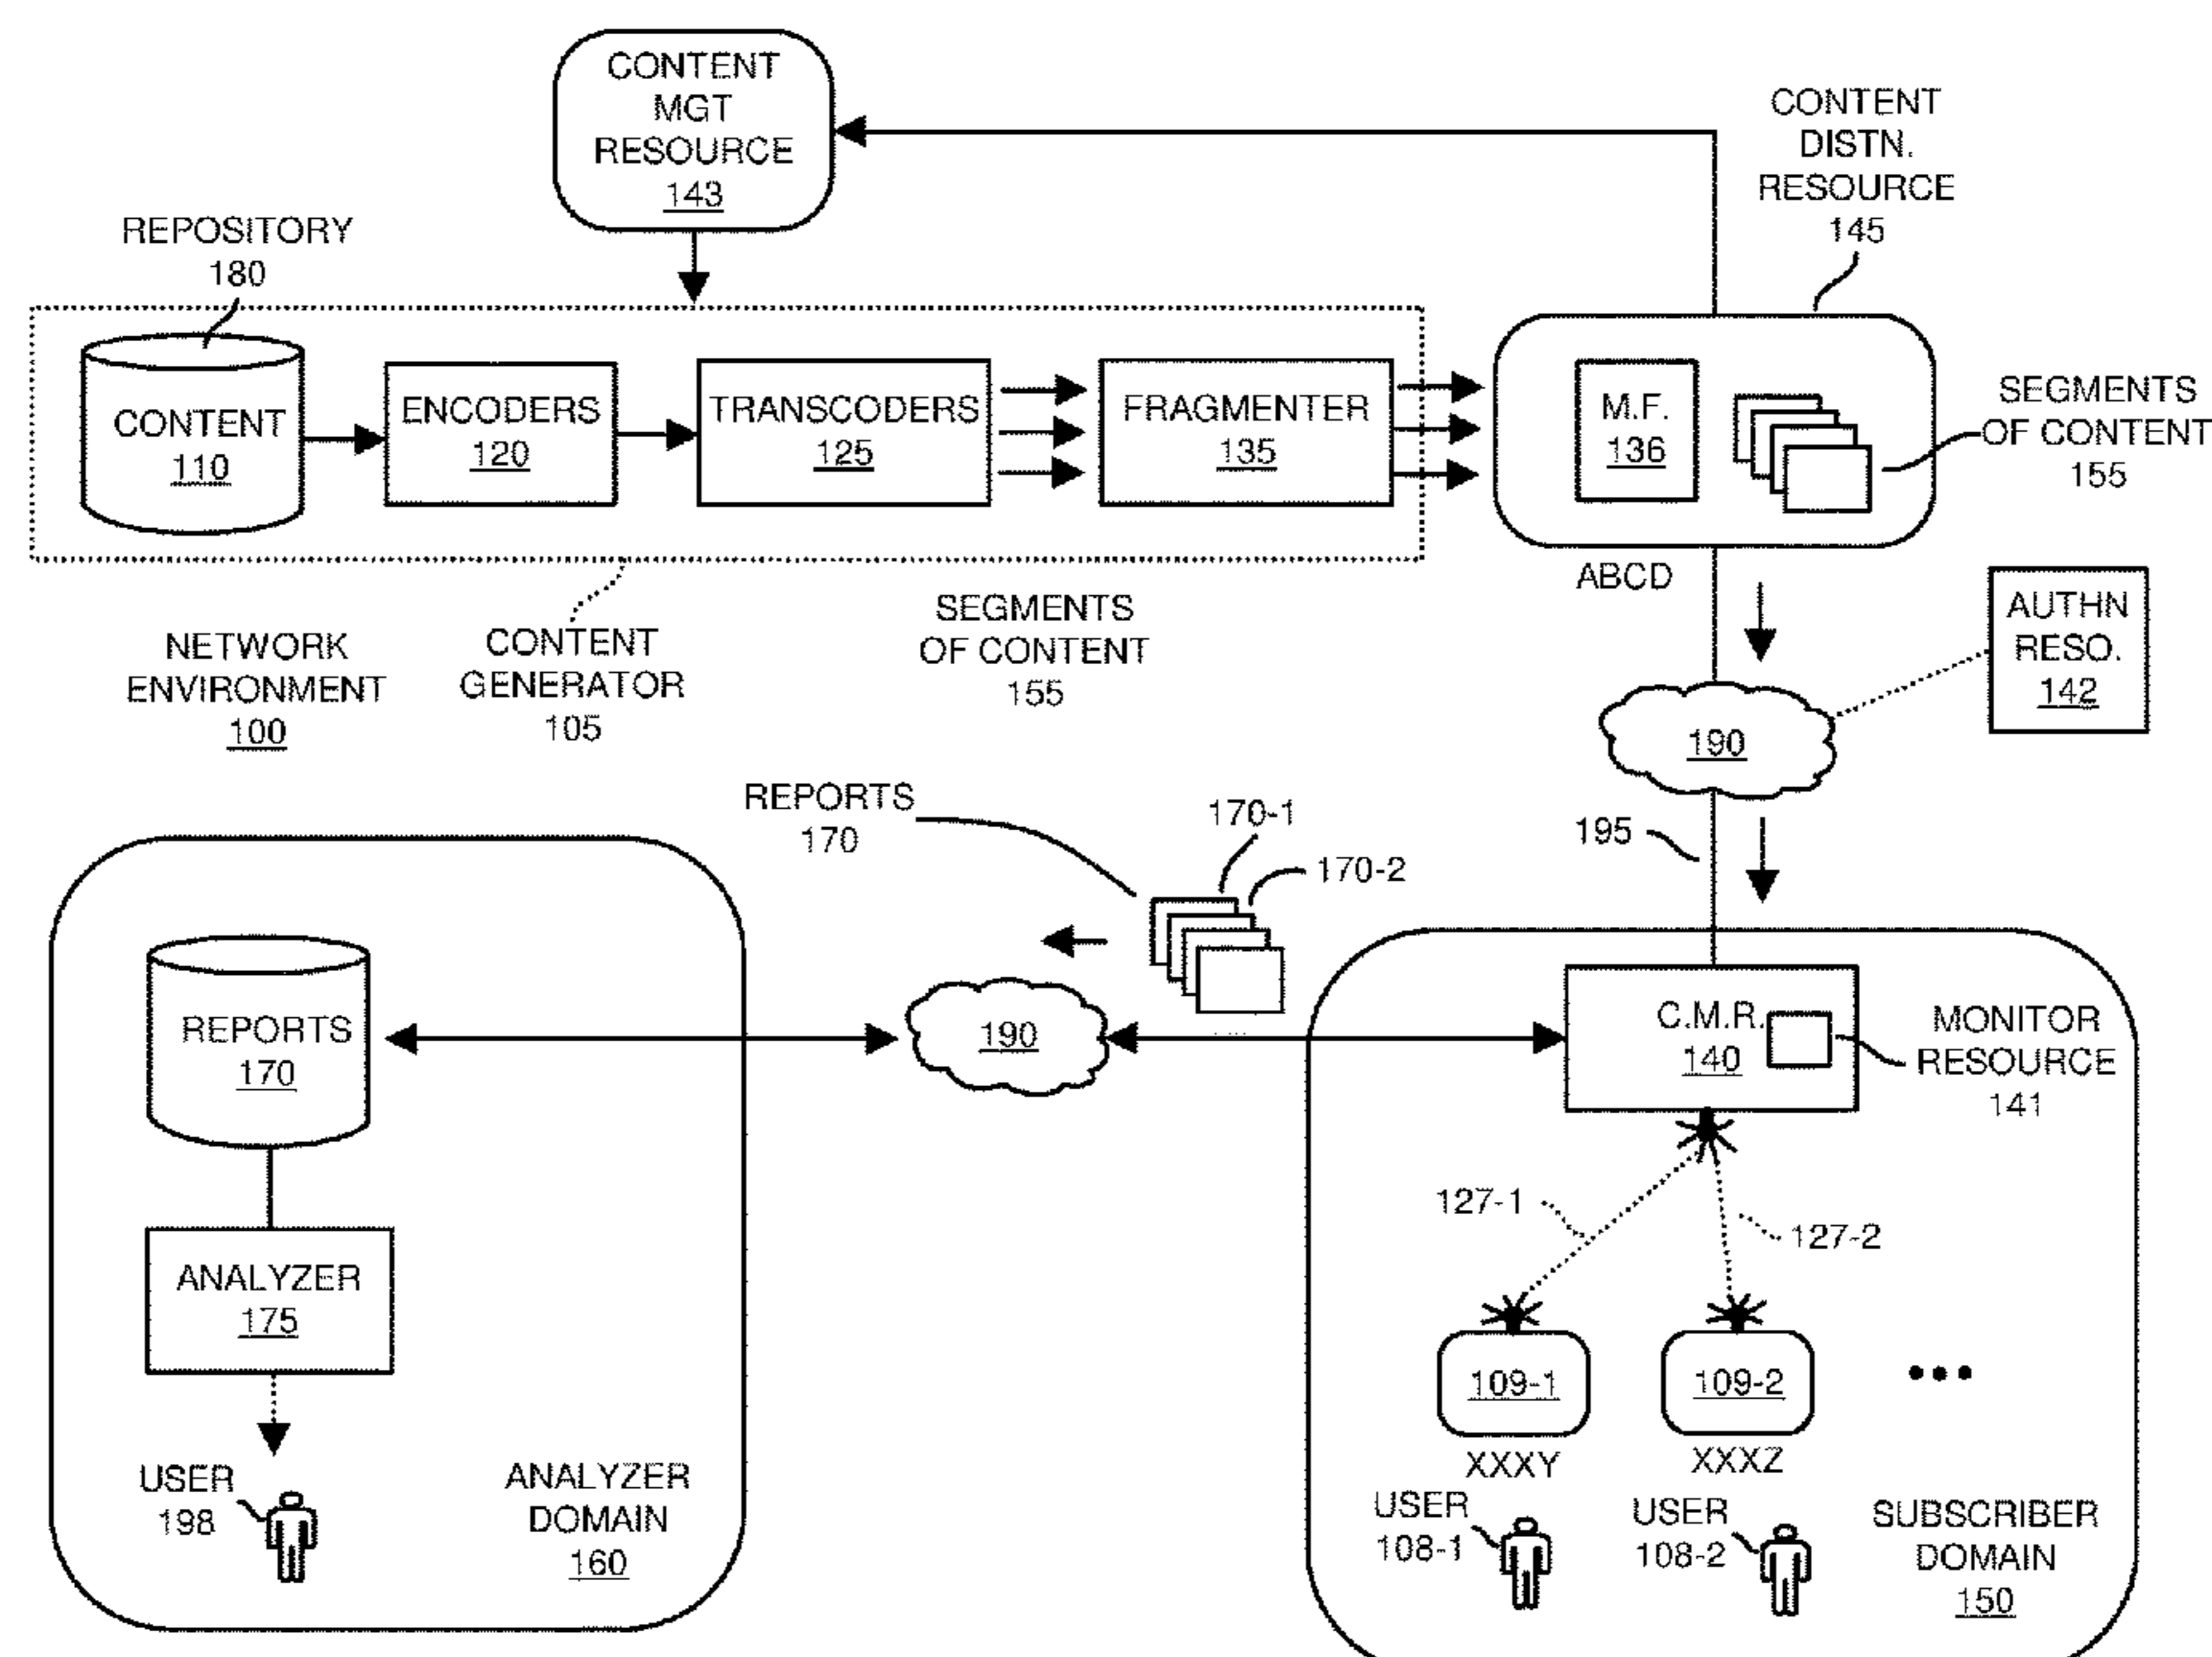 CONTENT
MGT
RESOURCE
143
CONTENT
DISTN.
RESOURCE
145
REPOSITORY
180
CONTENT
110
ENCODERS
120
TRANSCODERS
125
FRAGMENTER
135
M.F.
136
SEGMENTS
OF CONTENT
155
ABCD
AUTHN
RESO.
142
NETWORK
ENVIRONMENT
100
CONTENT
GENERATOR
105
SEGMENTS
OF CONTENT
155
190
195
REPORTS
170
170-1
170-2
REPORTS
170
190
C.M.R.
140
MONITOR
RESOURCE
141
ANALYZER
175
127-1
127-2
109-1
109-2
XXXY
XXXZ
USER
198
ANALYZER
DOMAIN
160
USER
108-1
USER
108-2
SUBSCRIBER
DOMAIN
150